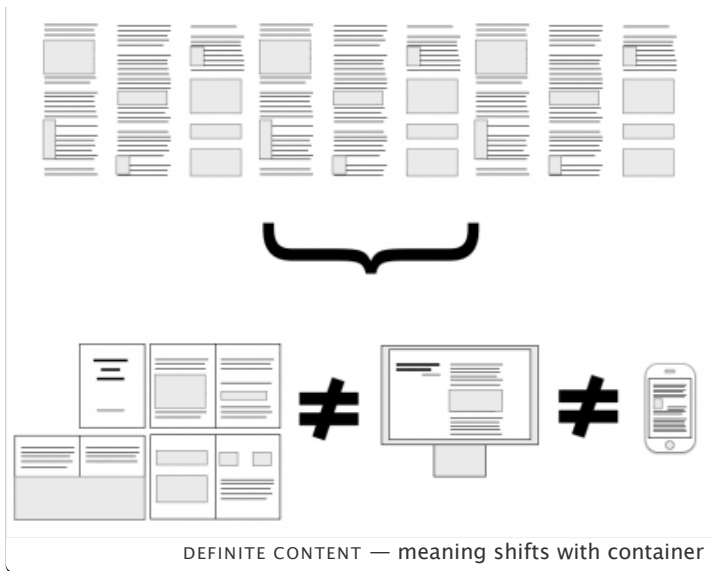 ≠ ≠
DEFINITE CONTENT — meaning shifts with container